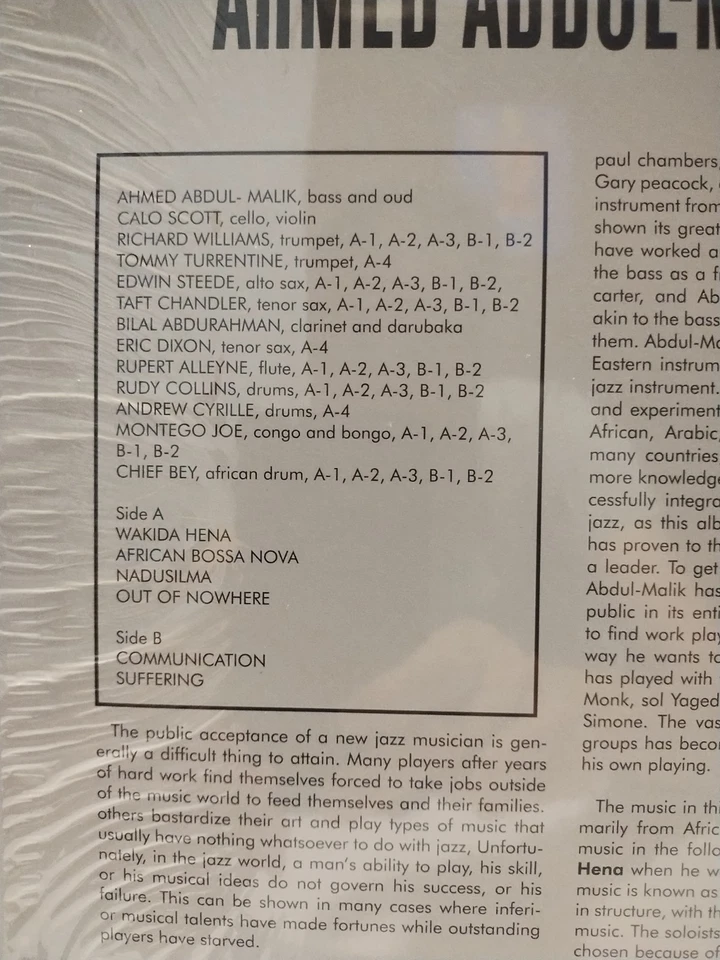 AHMED ABDUL-
AHMED ABDUL- MALIK, bass and oud
CALO SCOTT, cello, violin
RICHARD WILLIAMS, trumpet, A-1, A-2, A-3, B-1, B-2
TOMMY TURRENTINE, trumpet, A-4
EDWIN STEEDE, alto sax, A-1, A-2, A-3, B-1, B-2,
TAFT CHANDLER, tenor sax, A-1, A-2, A-3, B-1, B-2
BILAL ABDURAHMAN, clarinet and darubaka
ERIC DIXON, tenor sax, A-4
RUPERT ALLEYNE, flute, A-1, A-2, A-3, B-1, B-2
RUDY COLLINS, drums, A-1, A-2, A-3, B-1, B-2
ANDREW CYRILLE, drums, A-4
MONTEGO JOE, congo and bongo, A-1, A-2, A-3,
B-1, B-2
CHIEF BEY, african drum, A-1, A-2, A-3, B-1, B-2
Side A
WAKIDA HENA
AFRICAN BOSSA NOVA
NADUSILMA
OUT OF NOWHERE
Side B
COMMUNICATION
SUFFERING
The public acceptance of a new jazz musician is gen-
erally a difficult thing to attain. Many players after years
of hard work find themselves forced to take jobs outside
of the music world to feed themselves and their families.
others bastardize their art and play types of music that
usually have nothing whatsoever to do with jazz, Unfortu-
nately, in the jazz world, a man's ability to play, his skill,
or his musical ideas do not govern his success, or his
failure. This can be shown in many cases where inferi-
or musical talents have made fortunes while outstanding
players have starved.
paul chambers,
Gary peacock,
instrument from
shown its great
have worked a
the bass as a f
carter, and Ab
akin to the bass
them. Abdul-Ma
Eastern instrum
jazz instrument.
and experiment
African, Arabic,
many countries
more knowledge
cessfully integra
jazz, as this alb
has proven to th
a leader. To get
Abdul-Malik has
public in its enti
to find work play
way he wants to
has played with
Monk, sol Yaged
Simone. The vas
groups has beco
his own playing.
The music in thi
marily from Afric
music in the follo
Hena when he w
music is known as
in structure, with th
music. The soloists
chosen because of